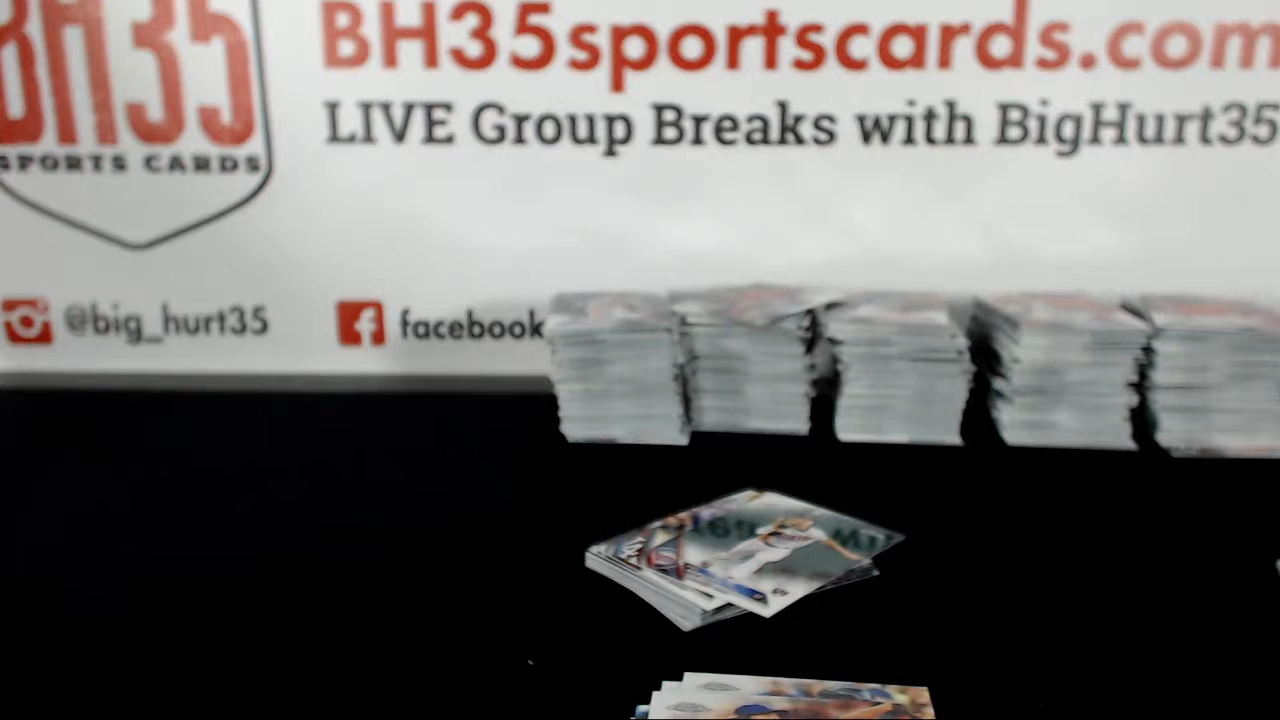 BH35
SPORTS CARDS
BH35sportscards.com
LIVE Group Breaks with BigHurt35
@big_hurt35
facebook